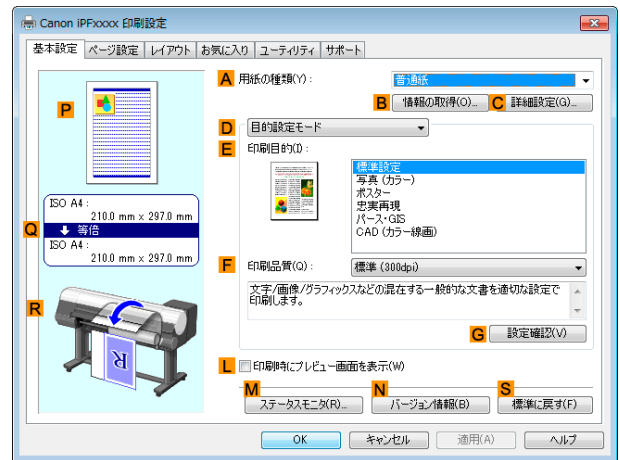 Canon iPFxxxx 印刷設定
基本設定 ページ設定 レイアウト お気に入り ユーティリティ サポート
A 用紙の種類(Y): 普通紙
B 情報の取得(O)... C 詳細設定(G)...
P
D 目的設定モード
E 印刷目的(I):
標準設定
写真 (カラー)
ポスター
忠実再現
パース・GIS
CAD (カラー線画)
ISO A4 :
210.0 mm x 297.0 mm
Q 等倍
ISO A4 :
210.0 mm x 297.0 mm
F 印刷品質(Q): 標準 (300dpi)
文字/画像/グラフィックスなどの混在する一般的な文書を適切な設定で
印刷します。
R
G 設定確認(V)
R
L 印刷時にプレビュー画面を表示(W)
M N S
ステータスモニタ(R)... バージョン情報(B) 標準に戻す(F)
OK キャンセル 適用(A) ヘルプ